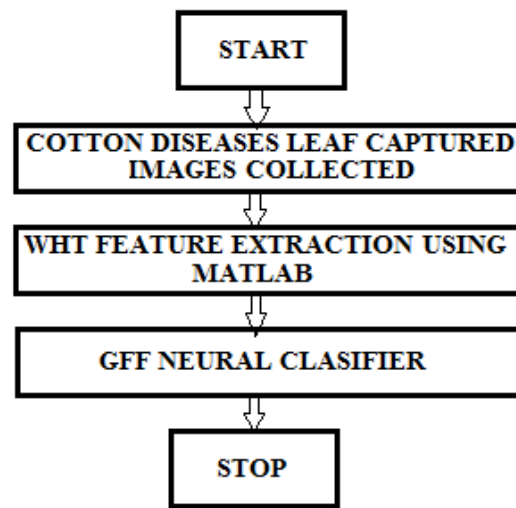 START
COTTON DISEASES LEAF CAPTURED
IMAGES COLLECTED
WHT FEATURE EXTRACTION USING
MATLAB
GFF NEURAL CLASIFIER
STOP